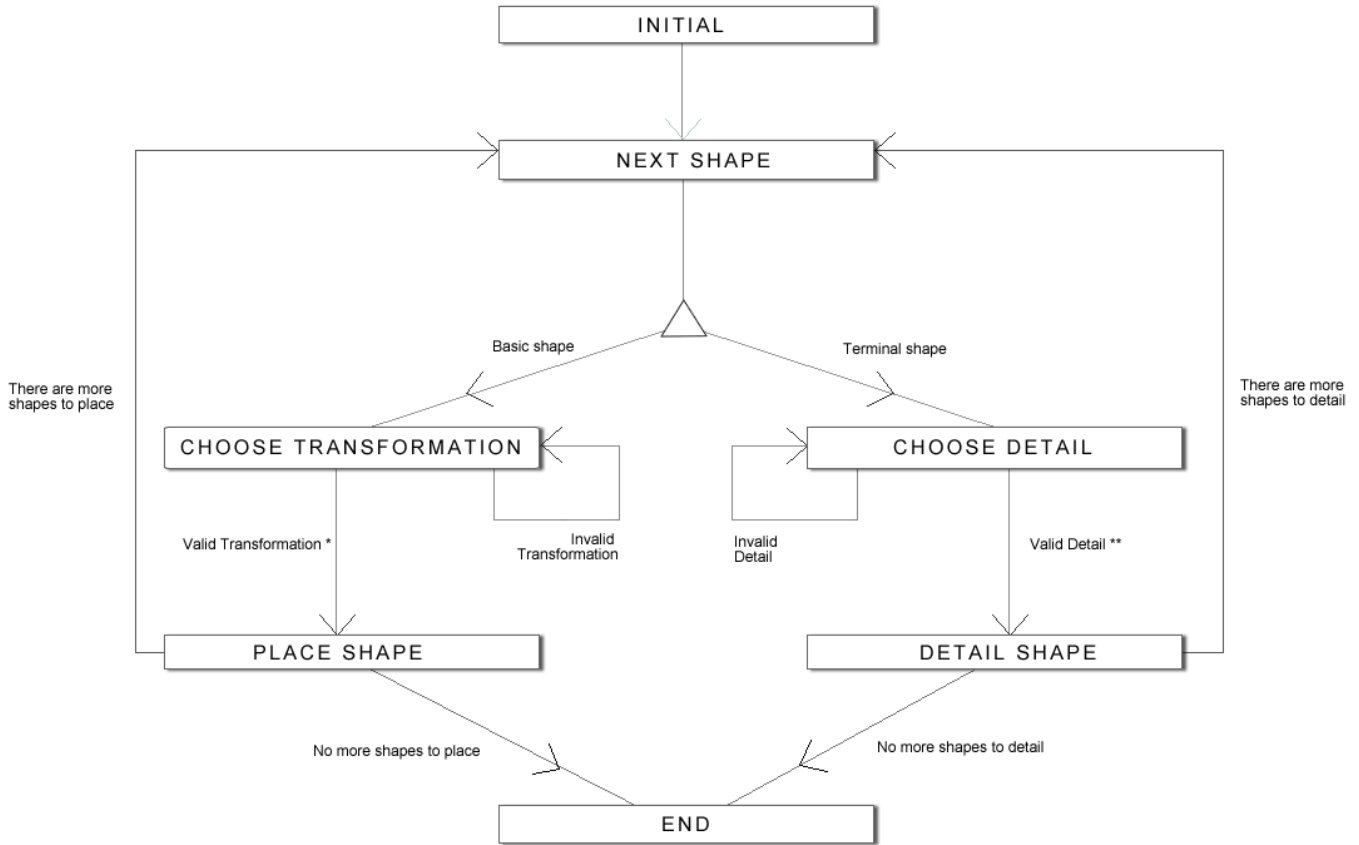 INITIAL
NEXT SHAPE
Basic shape
Terminal shape
There are more
shapes to place
There are more
shapes to detail
CHOOSE TRANSFORMATION
CHOOSE DETAIL
Valid Transformation *
Invalid
Transformation
Invalid
Detail
Valid Detail **
PLACE SHAPE
DETAIL SHAPE
No more shapes to place
No more shapes to detail
END